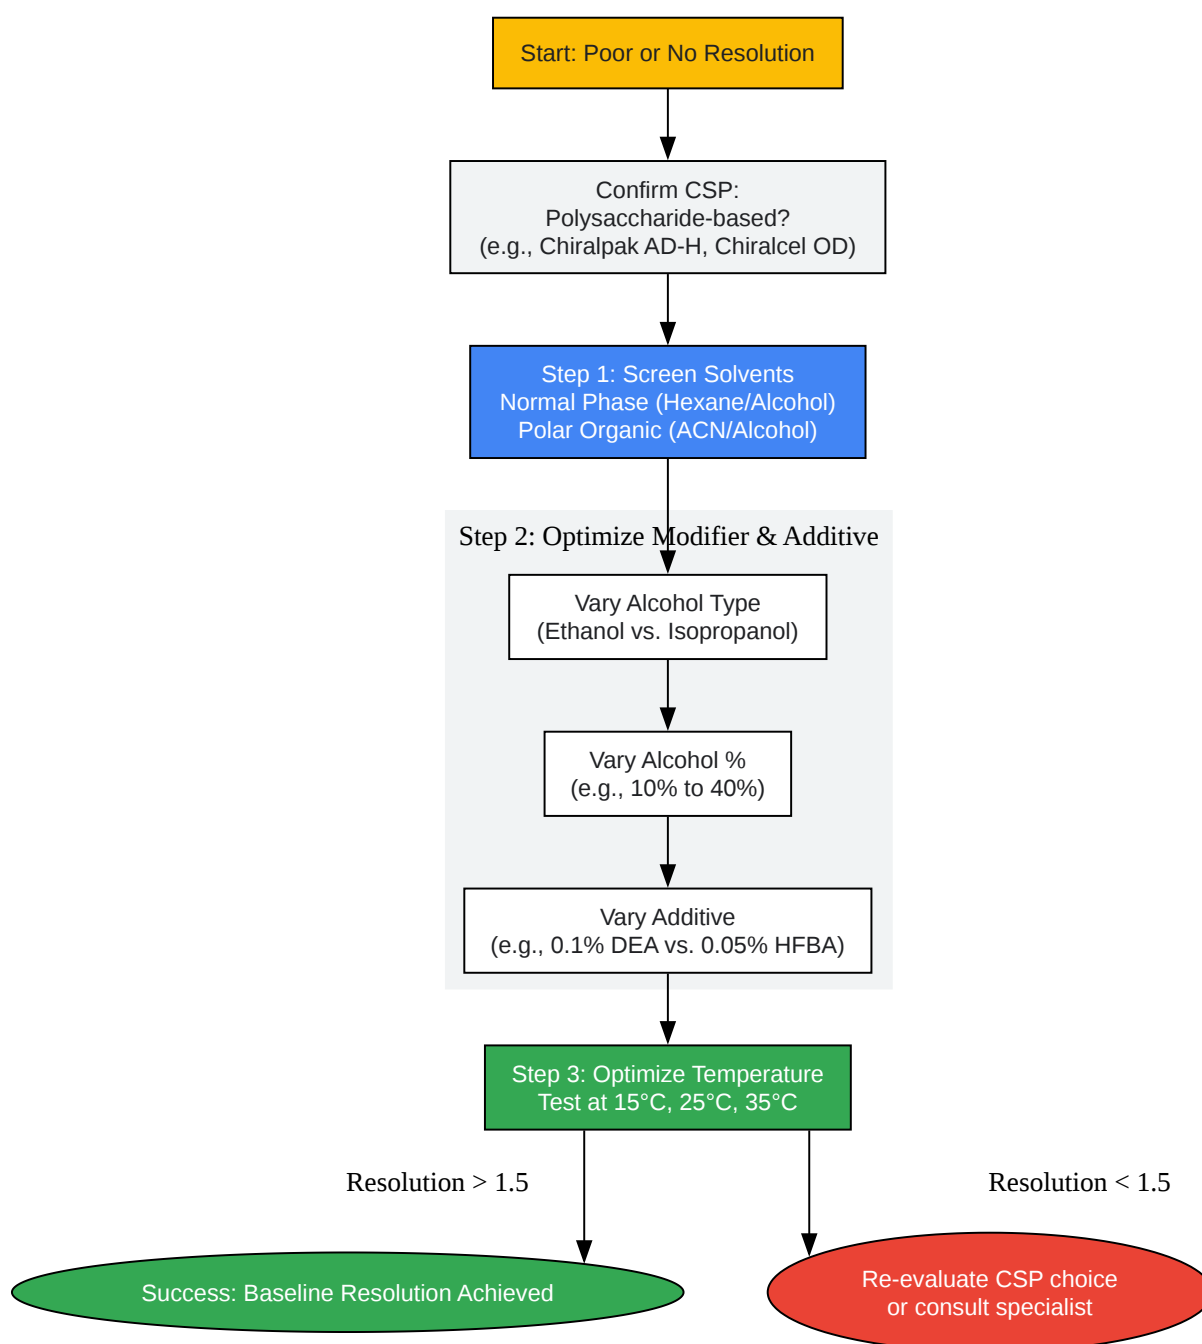 Start: Poor or No Resolution
Confirm CSP:
Polysaccharide-based?
(e.g., Chiralpak AD-H, Chiralcel OD)
Step 1: Screen Solvents
Normal Phase (Hexane/Alcohol)
Polar Organic (ACN/Alcohol)
Step 2: Optimize Modifier & Additive
Vary Alcohol Type
(Ethanol vs. Isopropanol)
Vary Alcohol %
(e.g., 10% to 40%)
Vary Additive
(e.g., 0.1% DEA vs. 0.05% HFBA)
Step 3: Optimize Temperature
Test at 15°C, 25°C, 35°C
Resolution > 1.5
Resolution < 1.5
Success: Baseline Resolution Achieved
Re-evaluate CSP choice
or consult specialist